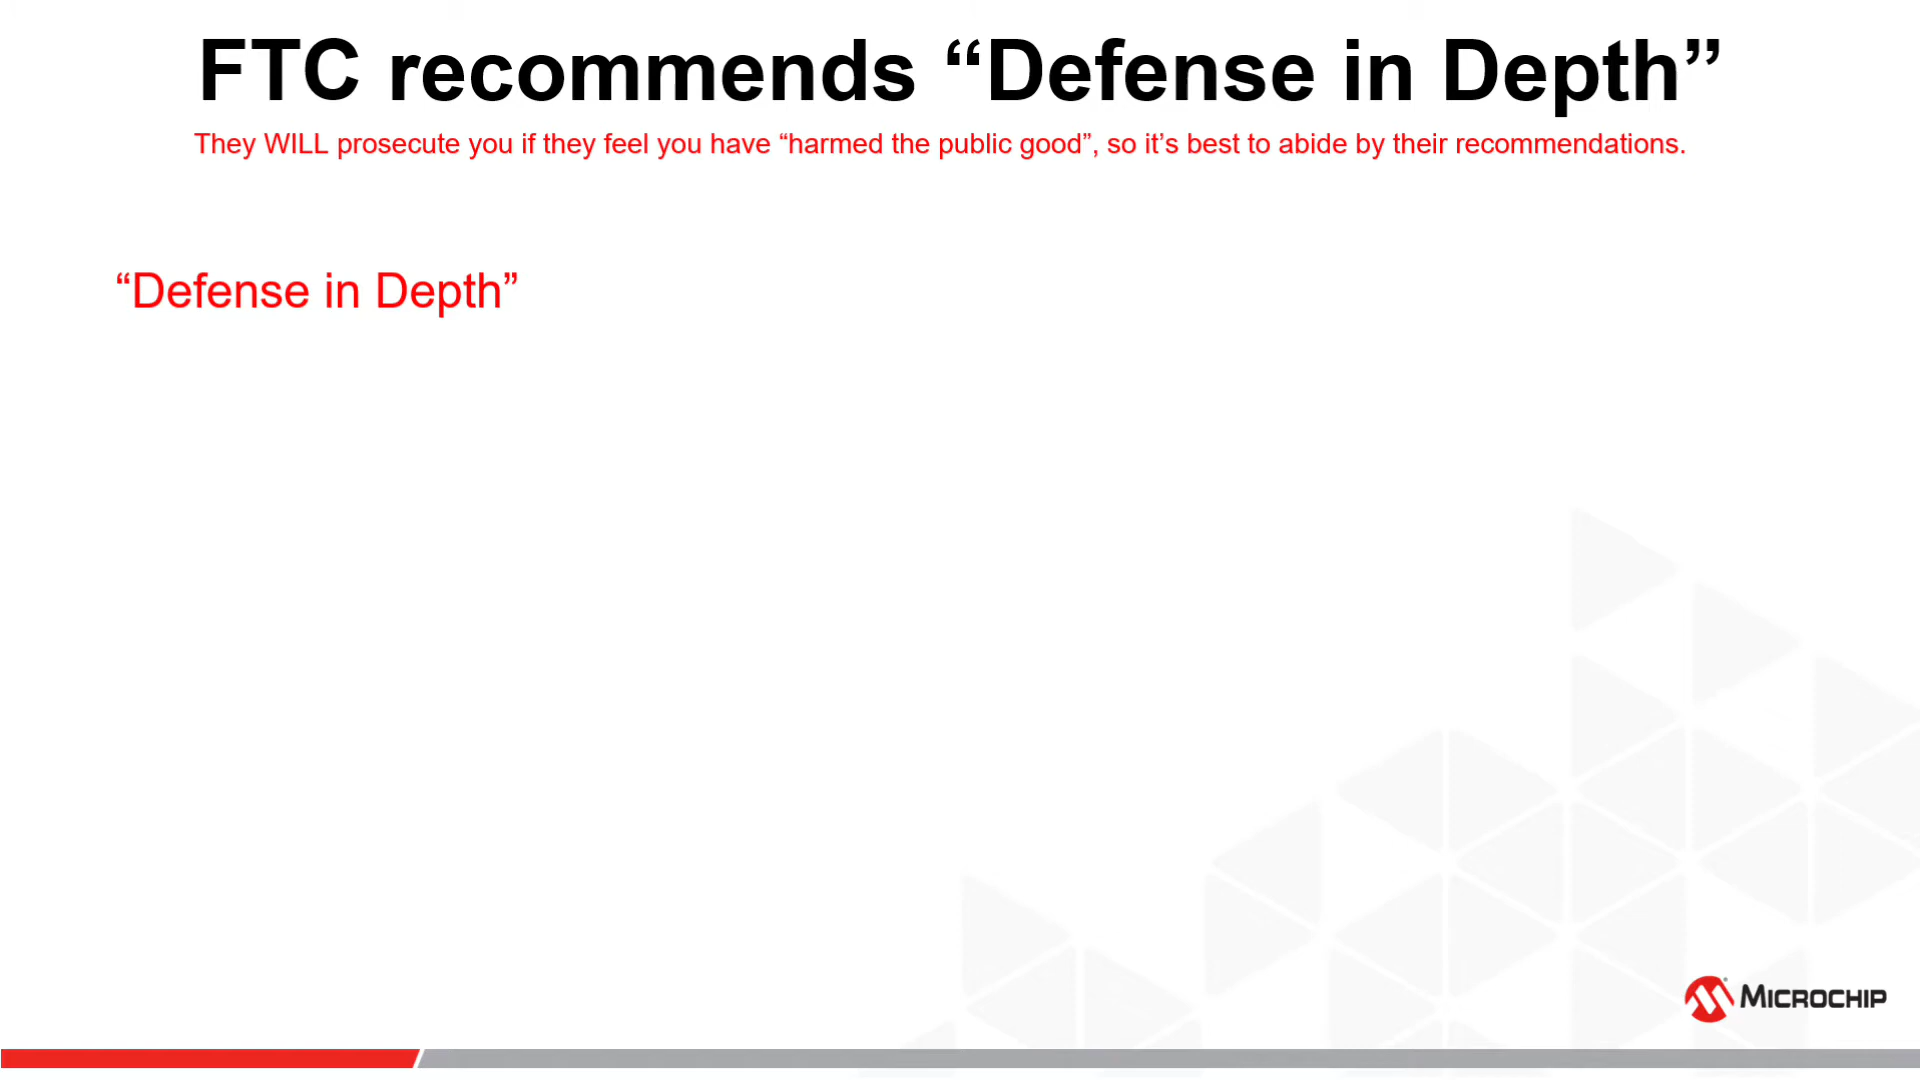 FTC recommends “Defense in Depth”
They WILL prosecute you if they feel you have “harmed the public good”, so it’s best to abide by their recommendations.
“Defense in Depth”
MICROCHIP